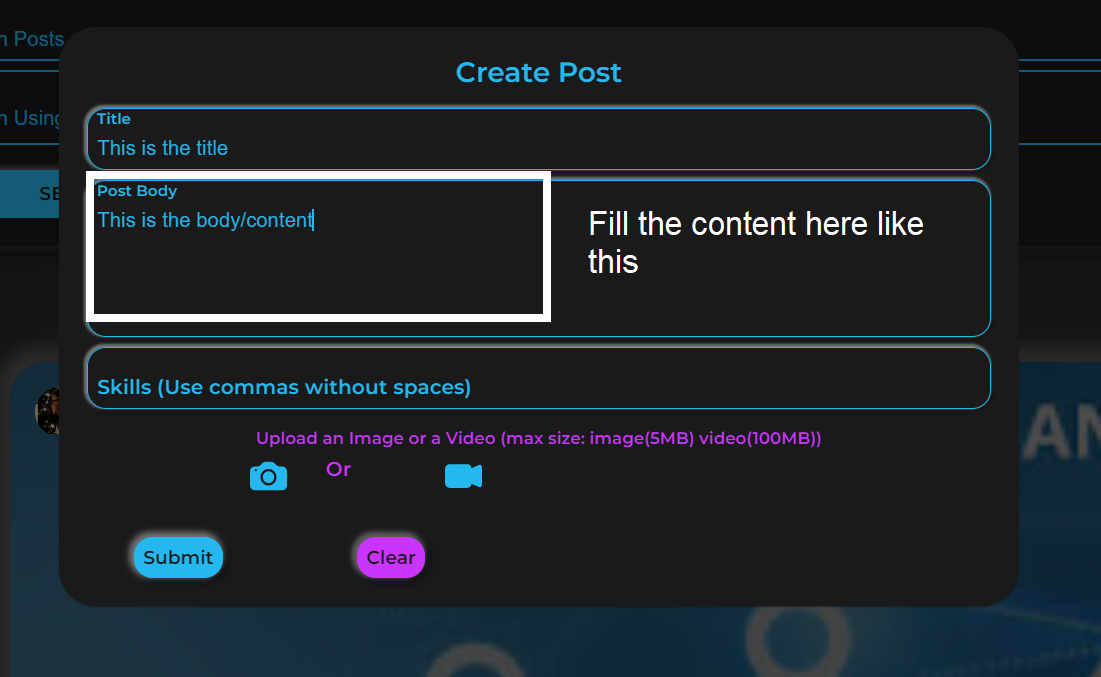 Posts
Create Post
Title
This is the title
Using
Post Body
This is the body/content
Fill the content here like
this
Skills (Use commas without spaces)
Upload an Image or a Video (max size: image(5MB) video(100MB))
Or
Submit
Clear